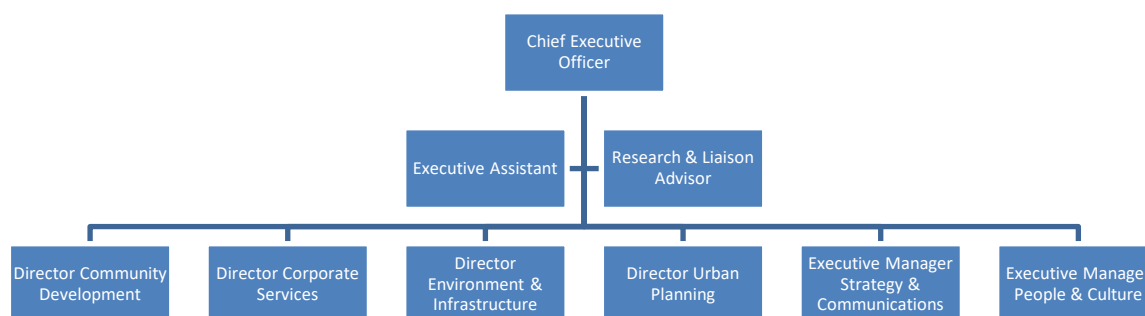 Chief Executive
Officer
Executive Assistant
Research & Liaison
Advisor
Director Community
Development
Director Corporate
Services
Director
Environment &
Infrastructure
Director Urban
Planning
Executive Manager
Strategy &
Communications
Executive Manager
People & Culture